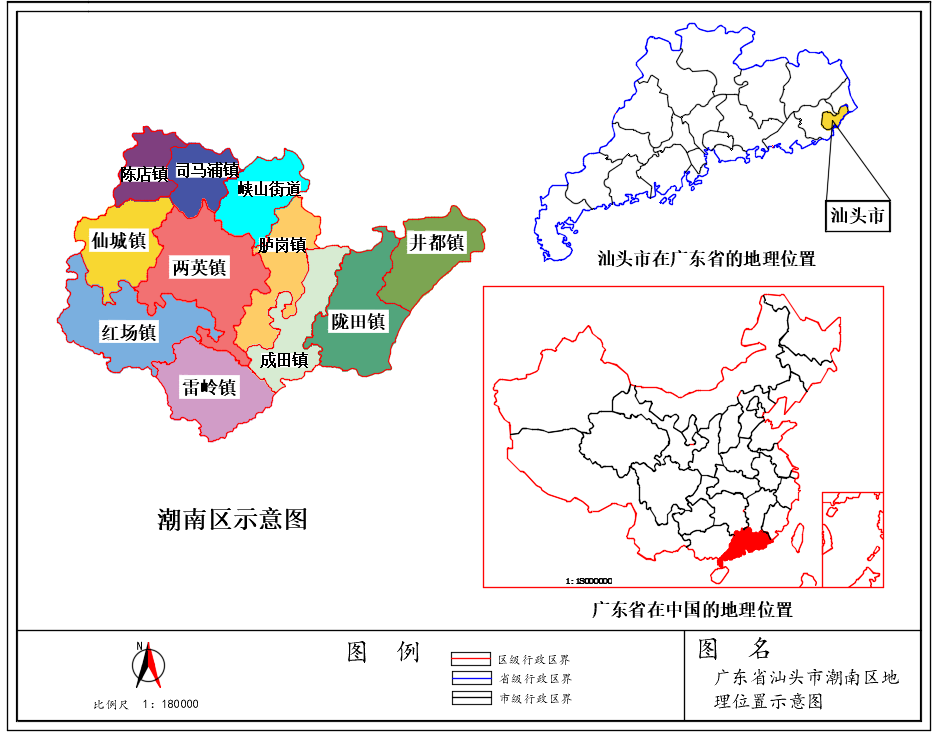 陈店镇
司马浦镇
峡山街道
仙城镇
两英镇
胪岗镇
井都镇
红场镇
陇田镇
成田镇
雷岭镇
潮南区示意图
汕头市
汕头市在广东省的地理位置
1:18000000
广东省在中国的地理位置
N
比例尺 1:180000
图 例
区级行政区界
省级行政区界
市级行政区界
图 名
广东省汕头市潮南区地
理位置示意图